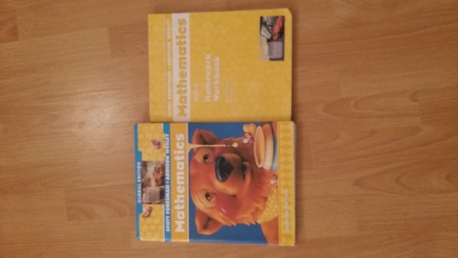 GLOBAL EDITION
SCOTT FORESMAN • ADDISON WESLEY
Mathematics
SCOTT FORESMAN • ADDISON WESLEY
Mathematics
Homework
Workbook